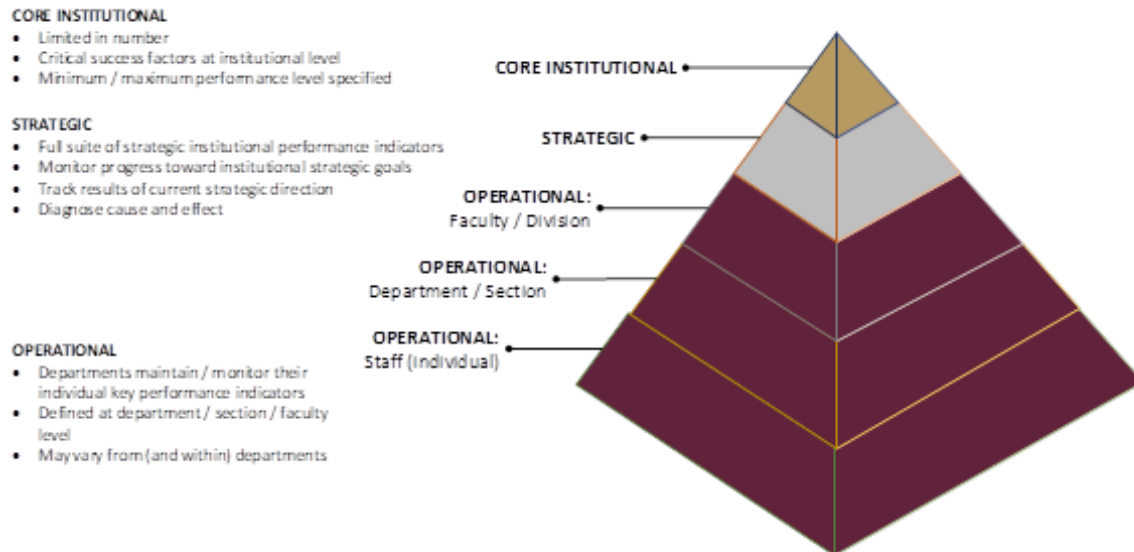 CORE INSTITUTIONAL
• Limited in number
• Critical success factors at institutional level
• Minimum / maximum performance level specified
STRATEGIC
• Full suite of strategic institutional performance indicators
• Monitor progress toward institutional strategic goals
• Track results of current strategic direction
• Diagnose cause and effect
OPERATIONAL
• Departments maintain / monitor their
individual key performance indicators
• Defined at department / section / faculty
level
• May vary from (and within) departments
CORE INSTITUTIONAL
STRATEGIC
OPERATIONAL:
Faculty / Division
OPERATIONAL:
Department / Section
OPERATIONAL:
Staff (Individual)